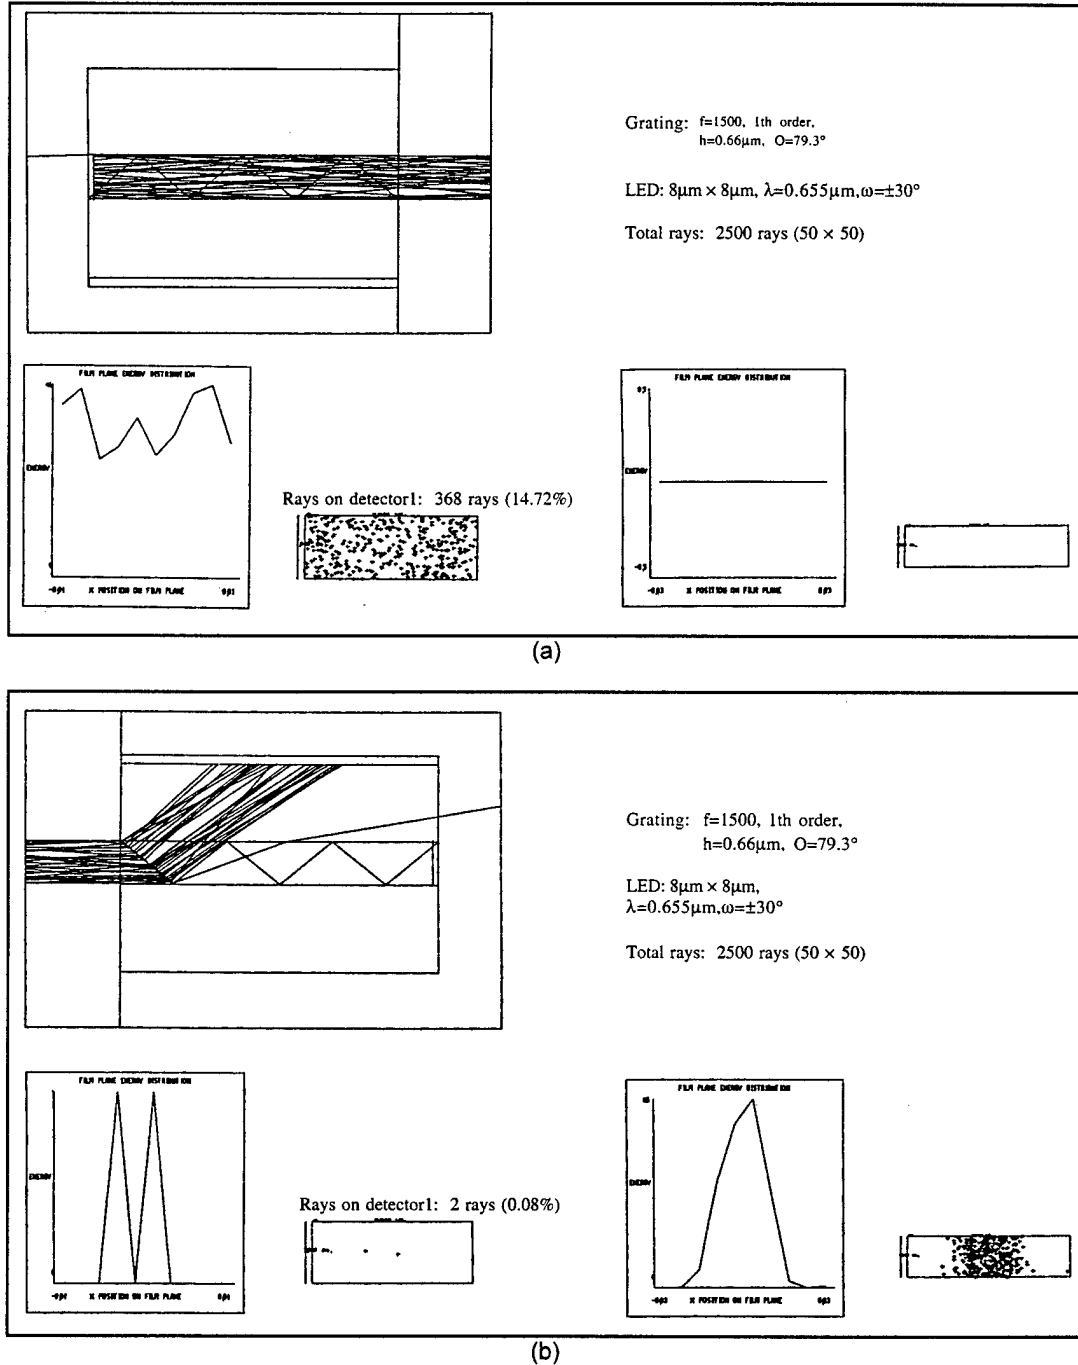 Grating: f=1500, 1th order,
h=0.66μm, O=79.3°
LED: 8μm × 8μm, λ=0.655μm,ω=±30°
Total rays: 2500 rays (50 × 50)
FILM PLANE ENERGY DISTRIBUTION
ENERGY
X POSITION ON FILM PLANE
Rays on detector1: 368 rays (14.72%)
FILM PLANE ENERGY DISTRIBUTION
ENERGY
X POSITION ON FILM PLANE
(a)
Grating: f=1500, 1th order,
h=0.66μm, O=79.3°
LED: 8μm × 8μm,
λ=0.655μm,ω=±30°
Total rays: 2500 rays (50 × 50)
FILM PLANE ENERGY DISTRIBUTION
ENERGY
X POSITION ON FILM PLANE
Rays on detector1: 2 rays (0.08%)
FILM PLANE ENERGY DISTRIBUTION
ENERGY
X POSITION ON FILM PLANE
(b)